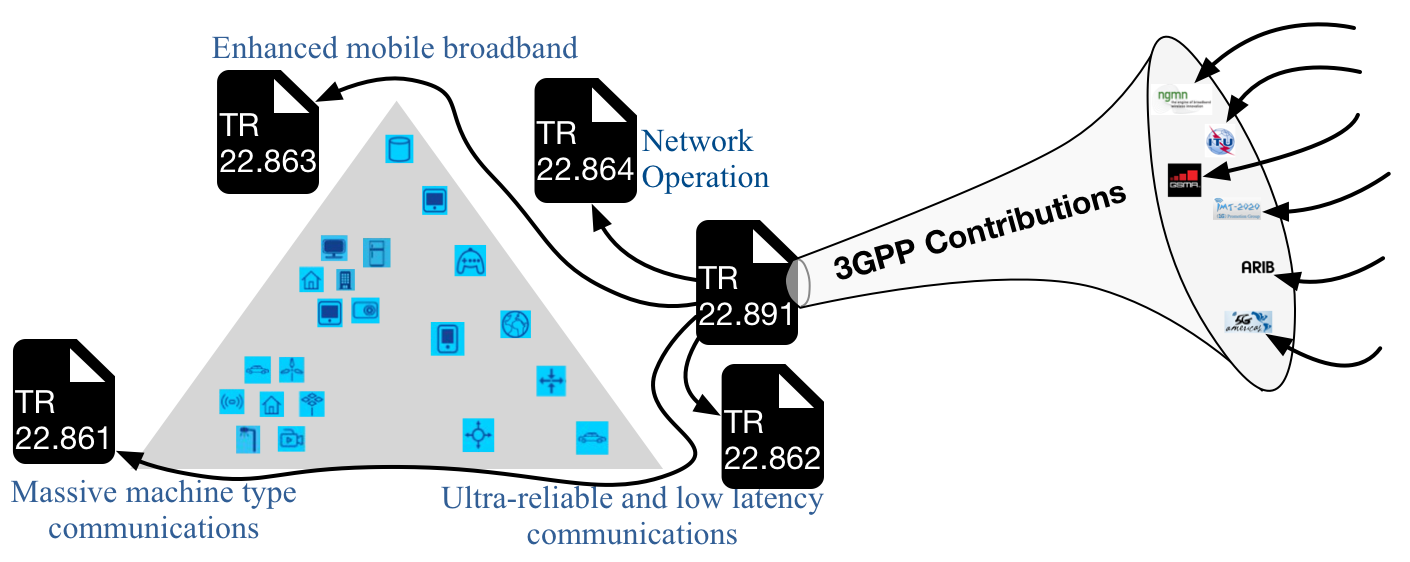 Enhanced mobile broadband
TR
22.863
TR
22.864
Network
Operation
TR
22.891
3GPP Contributions
ngmn
ITU
GSMA
IMT-2020
ARIB
5G
americas
TR
22.861
TR
22.862
Massive machine type
communications
Ultra-reliable and low latency
communications